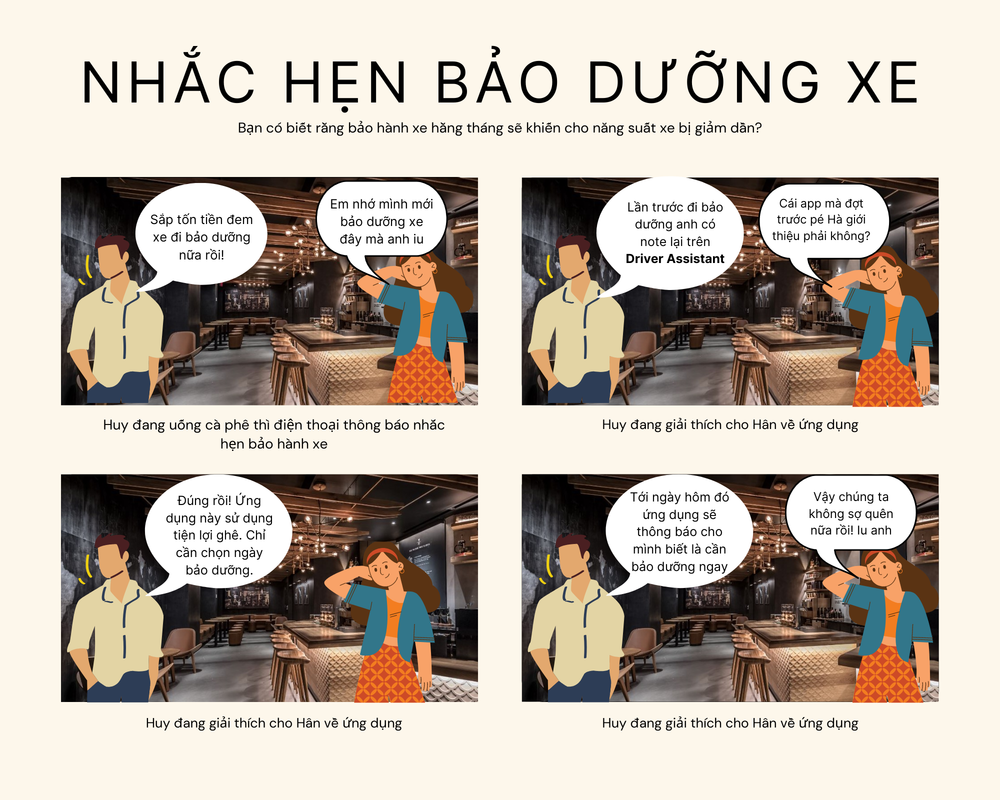 NHẮC HẸN BẢO DƯỠNG XE
Bạn có biết rằng bảo hành xe hằng tháng sẽ khiến cho năng suất xe bị giảm dần?
Sắp tốn tiền đem
xe đi bảo dưỡng
nữa rồi!
Em nhớ mình mới
bảo dưỡng xe
đây mà anh iu
Huy đang uống cà phê thì điện thoại thông báo nhắc
hẹn bảo hành xe
Lần trước đi bảo
dưỡng anh có
note lại trên
Driver Assistant
Cái app mà đợt
trước pé Hà giới
thiệu phải không?
Huy đang giải thích cho Hân về ứng dụng
Đúng rồi! Ứng
dụng này sử dụng
tiện lợi ghê. Chỉ
cần chọn ngày
bảo dưỡng.
Huy đang giải thích cho Hân về ứng dụng
Tới ngày hôm đó
ứng dụng sẽ
thông báo cho
mình biết là cần
bảo dưỡng ngay
Vậy chúng ta
không sợ quên
nữa rồi! Iu anh
Huy đang giải thích cho Hân về ứng dụng